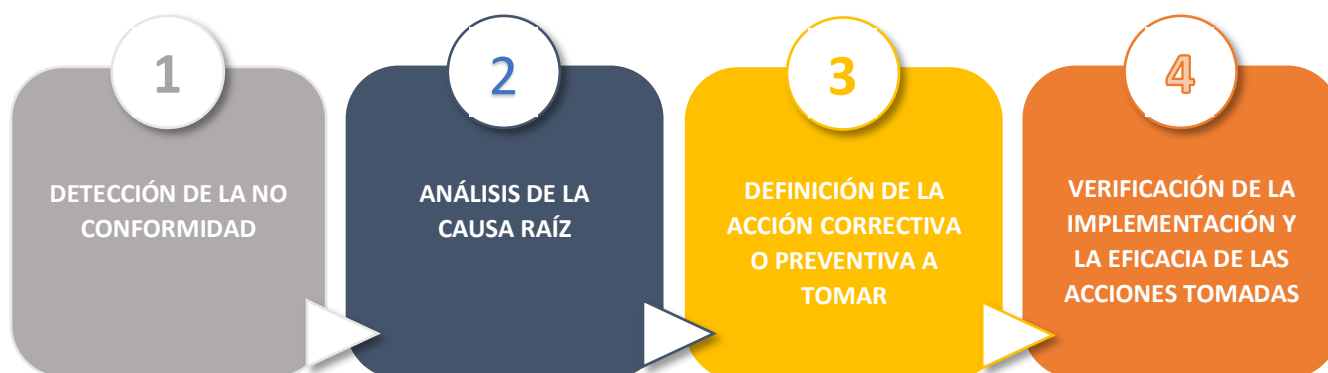 1
DETECCIÓN DE LA NO
CONFORMIDAD
2
ANÁLISIS DE LA
CAUSA RAÍZ
3
DEFINICIÓN DE LA
ACCIÓN CORRECTIVA
O PREVENTIVA A
TOMAR
4
VERIFICACIÓN DE LA
IMPLEMENTACIÓN Y
LA EFICACIA DE LAS
ACCIONES TOMADAS